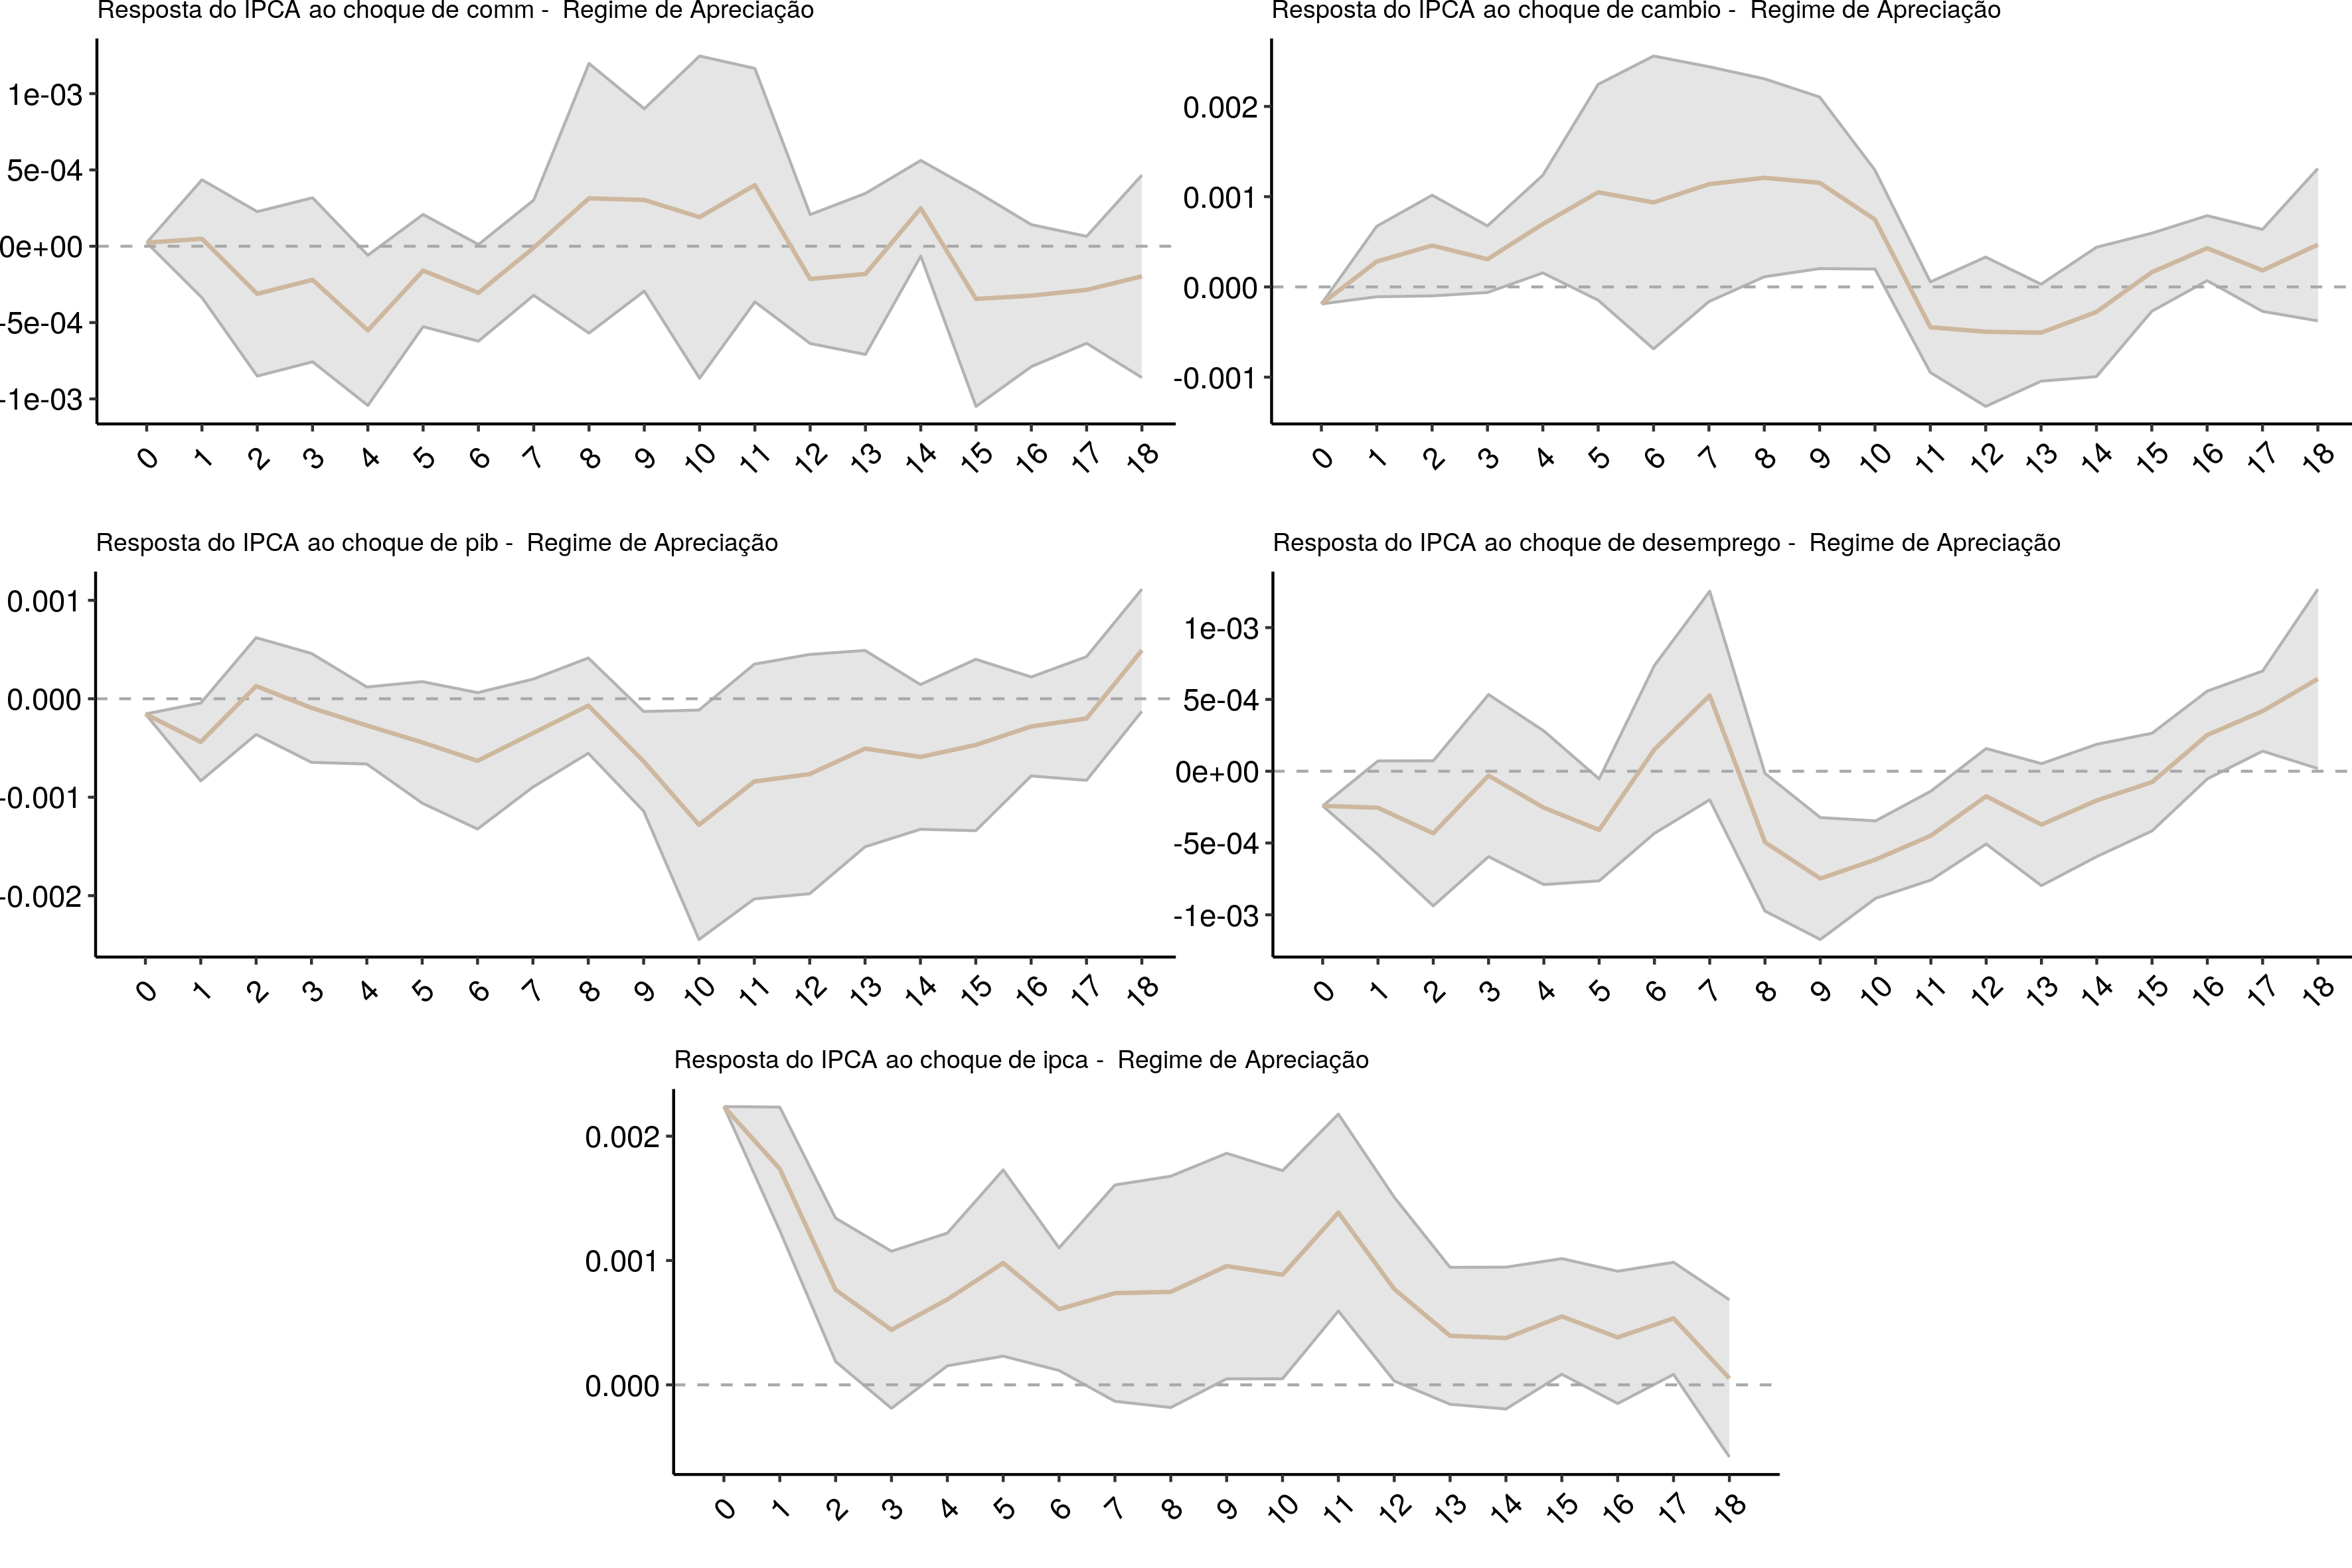 Resposta do IPCA ao choque de comm -  Regime de Apreciação
1e-03
5e-04
0e+00
-5e-04
-1e-03
0 1 2 3 4 5 6 7 8 9 10 11 12 13 14 15 16 17 18
Resposta do IPCA ao choque de cambio -  Regime de Apreciação
0.002
0.001
0.000
-0.001
0 1 2 3 4 5 6 7 8 9 10 11 12 13 14 15 16 17 18
Resposta do IPCA ao choque de pib -  Regime de Apreciação
0.001
0.000
-0.001
-0.002
0 1 2 3 4 5 6 7 8 9 10 11 12 13 14 15 16 17 18
Resposta do IPCA ao choque de desemprego -  Regime de Apreciação
1e-03
5e-04
0e+00
-5e-04
-1e-03
0 1 2 3 4 5 6 7 8 9 10 11 12 13 14 15 16 17 18
Resposta do IPCA ao choque de ipca -  Regime de Apreciação
0.002
0.001
0.000
0 1 2 3 4 5 6 7 8 9 10 11 12 13 14 15 16 17 18